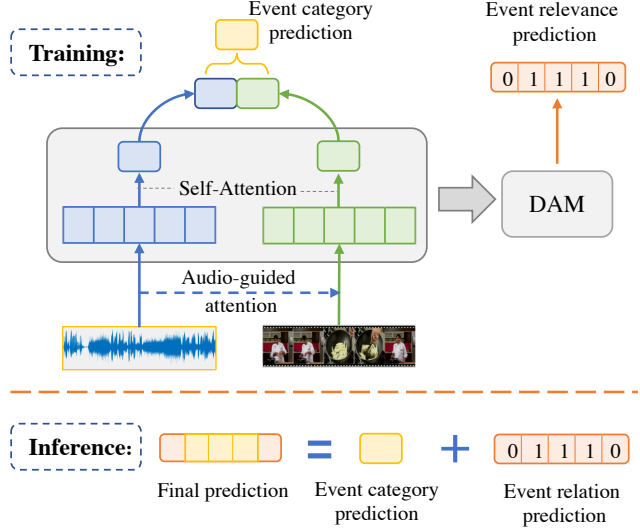 Event category
prediction
Event relevance
prediction
Training:
0 1 1 1 0
Self-Attention
DAM
Audio-guided
attention
Inference:
=
+
0 1 1 1 0
Final prediction
Event category
prediction
Event relation
prediction